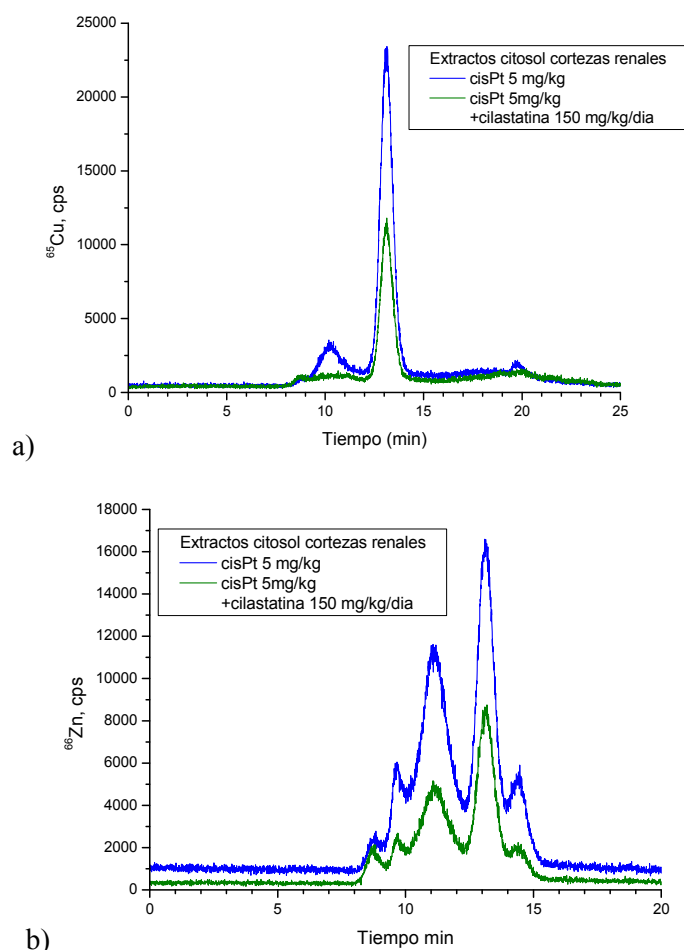 25000
20000
15000
10000
5000
0
⁶⁵Cu, cps
Extractos citosol cortezas renales
cisPt 5 mg/kg
cisPt 5mg/kg
+cilastatina 150 mg/kg/dia
0 5 10 15 20 25
Tiempo (min)
a)
18000
16000
14000
12000
10000
8000
6000
4000
2000
0
⁶⁶Zn, cps
Extractos citosol cortezas renales
cisPt 5 mg/kg
cisPt 5mg/kg
+cilastatina 150 mg/kg/dia
0 5 10 15 20
Tiempo min
b)